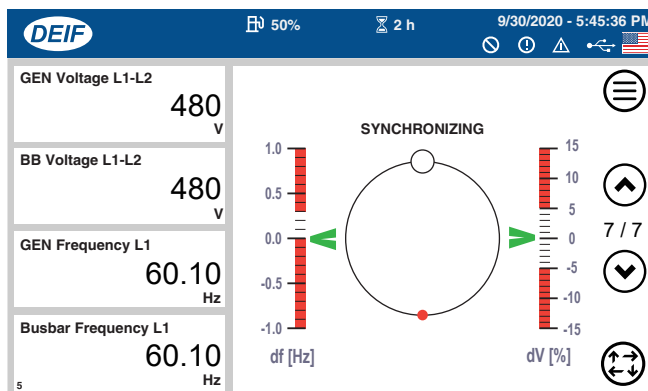 DEIF
50%
2 h
9/30/2020 - 5:45:36 PM
GEN Voltage L1-L2
480
V
BB Voltage L1-L2
480
V
GEN Frequency L1
60.10
Hz
Busbar Frequency L1
60.10
Hz
5
SYNCHRONIZING
1.0
0.5
0.0
-0.5
-1.0
df [Hz]
15
10
5
0
-5
-10
-15
dV [%]
7 / 7